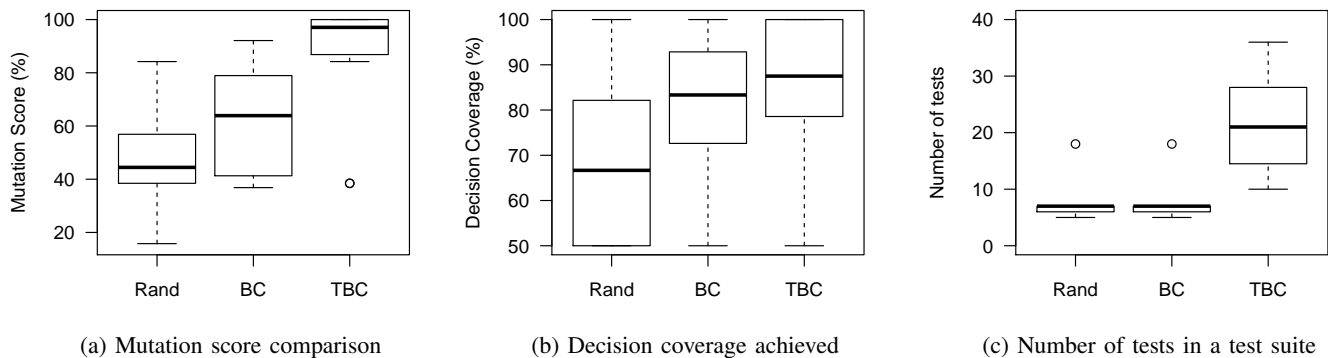 Mutation Score (%)
100
80
60
40
20
Rand BC TBC
(a) Mutation score comparison
Decision Coverage (%)
100
90
80
70
60
50
Rand BC TBC
(b) Decision coverage achieved
Number of tests
40
30
20
10
0
Rand BC TBC
(c) Number of tests in a test suite